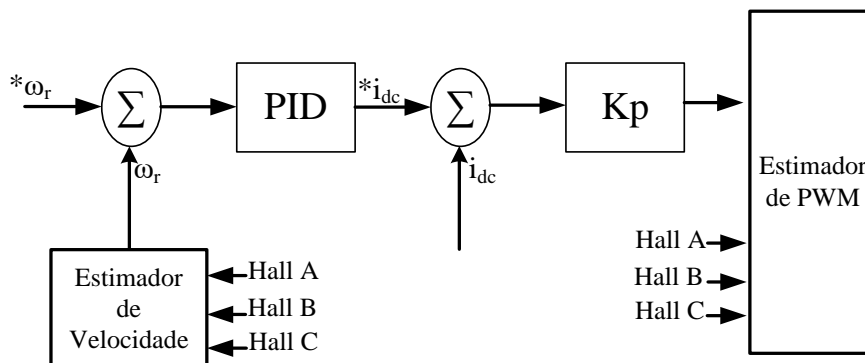 *ωr
∑
PID
*idc
∑
Kp
Estimador
de PWM
ωr
idc
Estimador
de
Velocidade
Hall A
Hall B
Hall C
Hall A
Hall B
Hall C